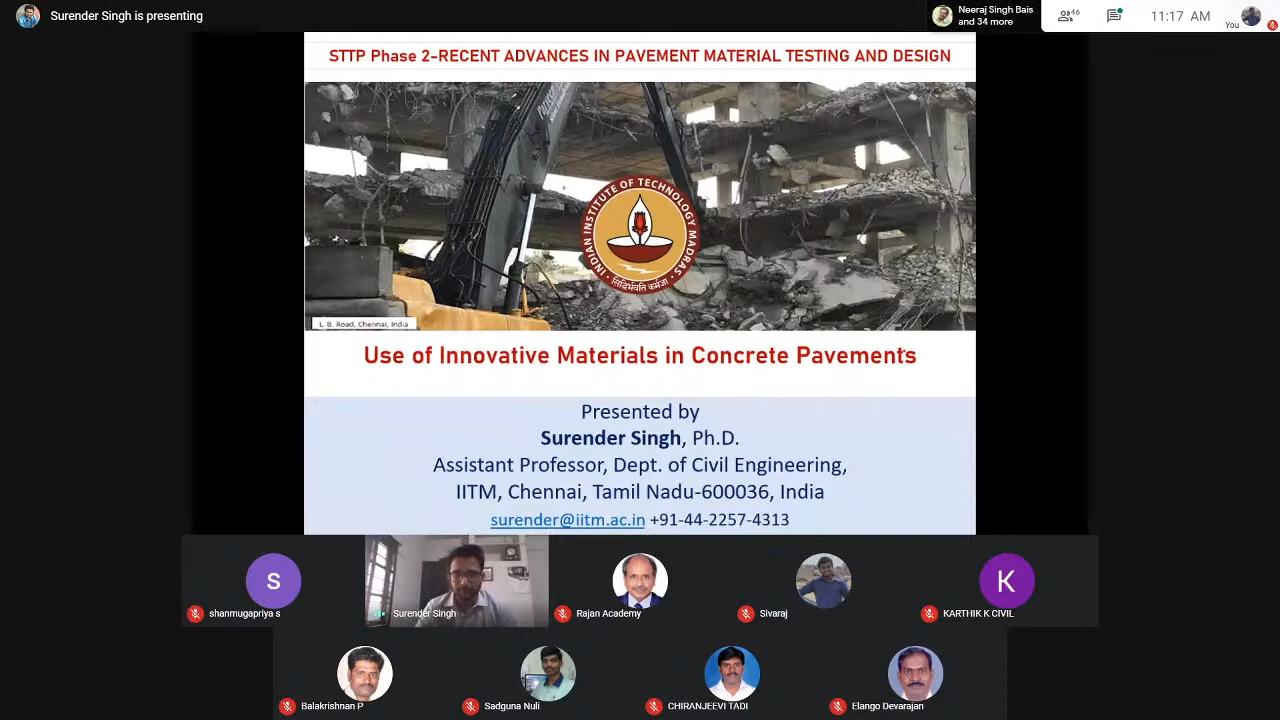 Surender Singh is presenting
Neeraj Singh Bais
and 34 more
46
11:17 AM
You
STTP Phase 2-RECENT ADVANCES IN PAVEMENT MATERIAL TESTING AND DESIGN
INDIAN INSTITUTE OF TECHNOLOGY MADRAS
सिद्धिर्भवति कर्मजा
L. B. Road, Chennai, India
Use of Innovative Materials in Concrete Pavements
Presented by
Surender Singh, Ph.D.
Assistant Professor, Dept. of Civil Engineering,
IITM, Chennai, Tamil Nadu-600036, India
surender@iitm.ac.in +91-44-2257-4313
S
K
shanmugapriya s
Surender Singh
Rajan Academy
Sivaraj
KARTHIK K CIVIL
Balakrishnan P
Sadguna Nuli
CHIRANJEEVI TADI
Elango Devarajan